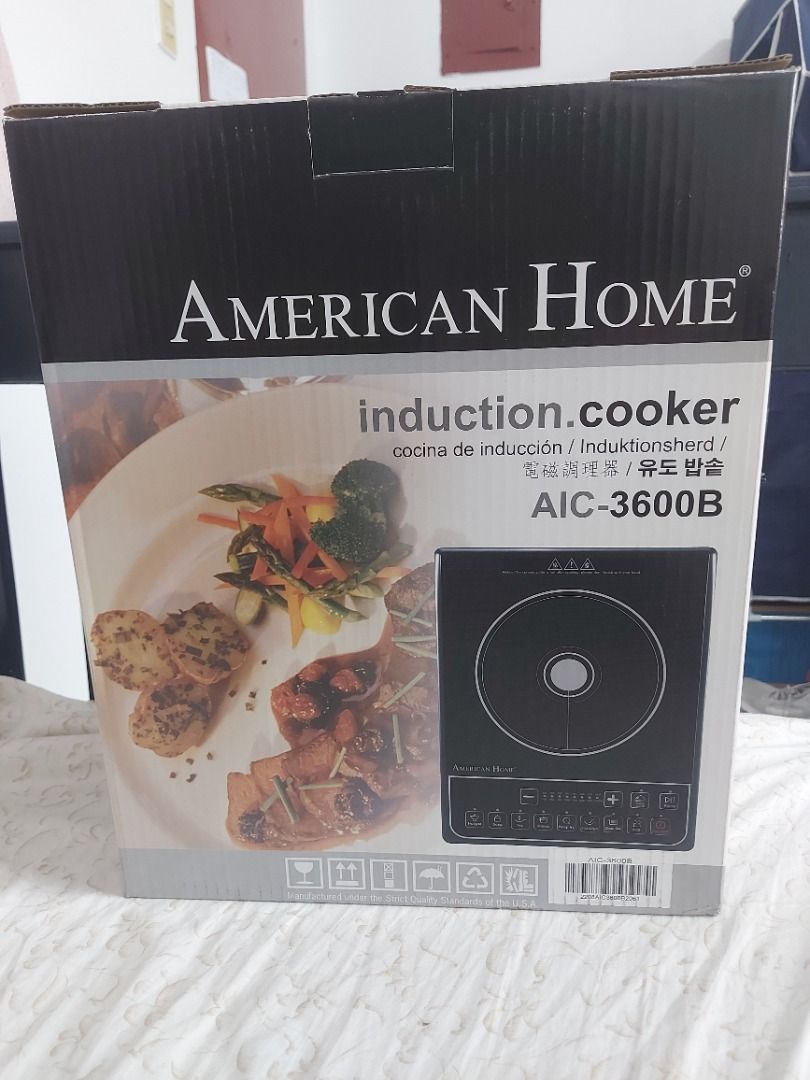 AMERICAN HOME®
induction.cooker
cocina de inducción / Induktionsherd /
電磁調理器 / 유도 밥솥
AIC-3600B
AMERICAN HOME
AIC-3600B
Manufactured under the Strict Quality Standards of the U.S.A.